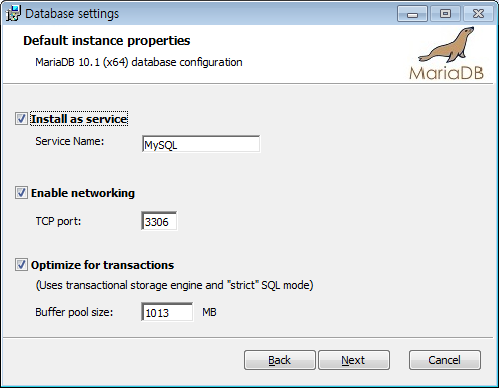 Database settings
Default instance properties
MariaDB 10.1 (x64) database configuration
MariaDB
Install as service
Service Name: MySQL
Enable networking
TCP port: 3306
Optimize for transactions
(Uses transactional storage engine and "strict" SQL mode)
Buffer pool size: 1013 MB
Back Next Cancel